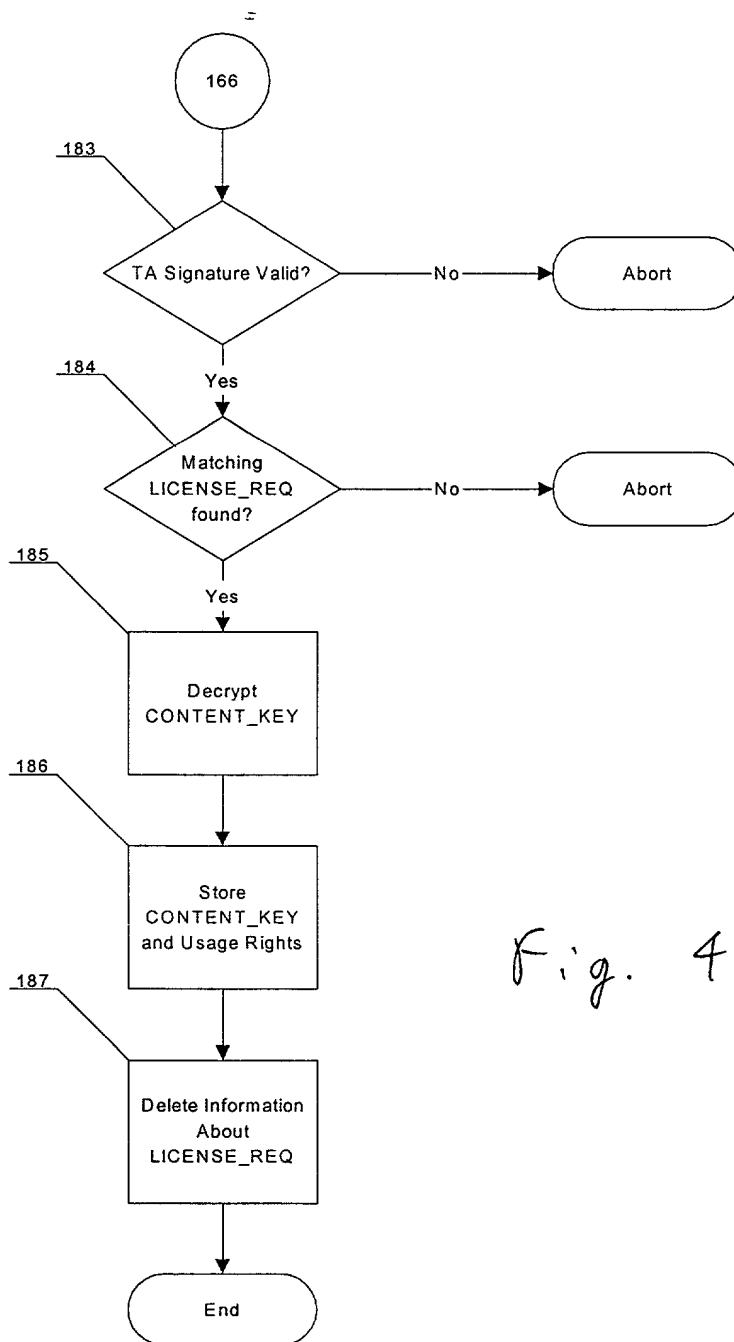 166
183
TA Signature Valid?
No
Abort
184
Yes
Matching
LICENSE_REQ
found?
No
Abort
185
Yes
Decrypt
CONTENT_KEY
186
Store
CONTENT_KEY
and Usage Rights
Fig. 4
187
Delete Information
About
LICENSE_REQ
End